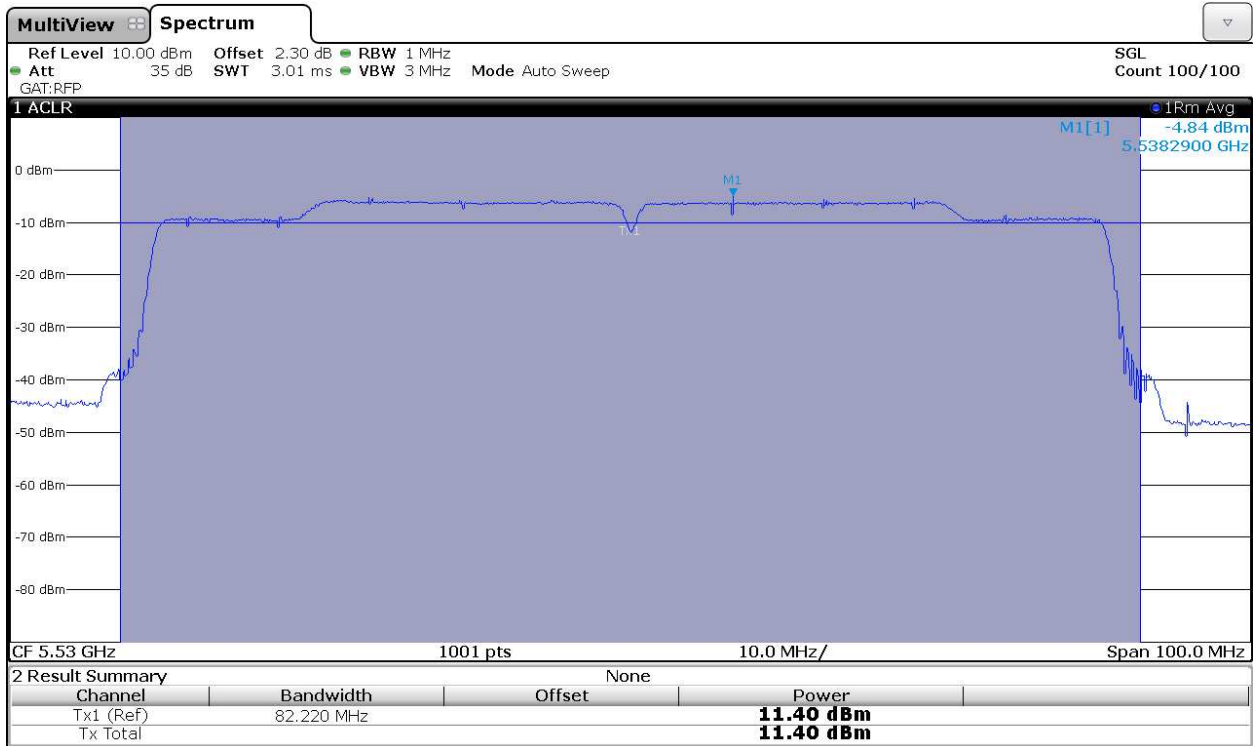 MultiView Spectrum
Ref Level 10.00 dBm Offset 2.30 dB RBW 1 MHz SGL
Att 35 dB SWT 3.01 ms VBW 3 MHz Mode Auto Sweep Count 100/100
GAT:RFP
1 ACLR 1Rm Avg
M1[1] -4.84 dBm
5.5382900 GHz
0 dBm
M1
-10 dBm
Tx1
-20 dBm
-30 dBm
-40 dBm
-50 dBm
-60 dBm
-70 dBm
-80 dBm
CF 5.53 GHz 1001 pts 10.0 MHz/ Span 100.0 MHz
2 Result Summary None
Channel Bandwidth Offset Power
Tx1 (Ref) 82.220 MHz 11.40 dBm
Tx Total 11.40 dBm